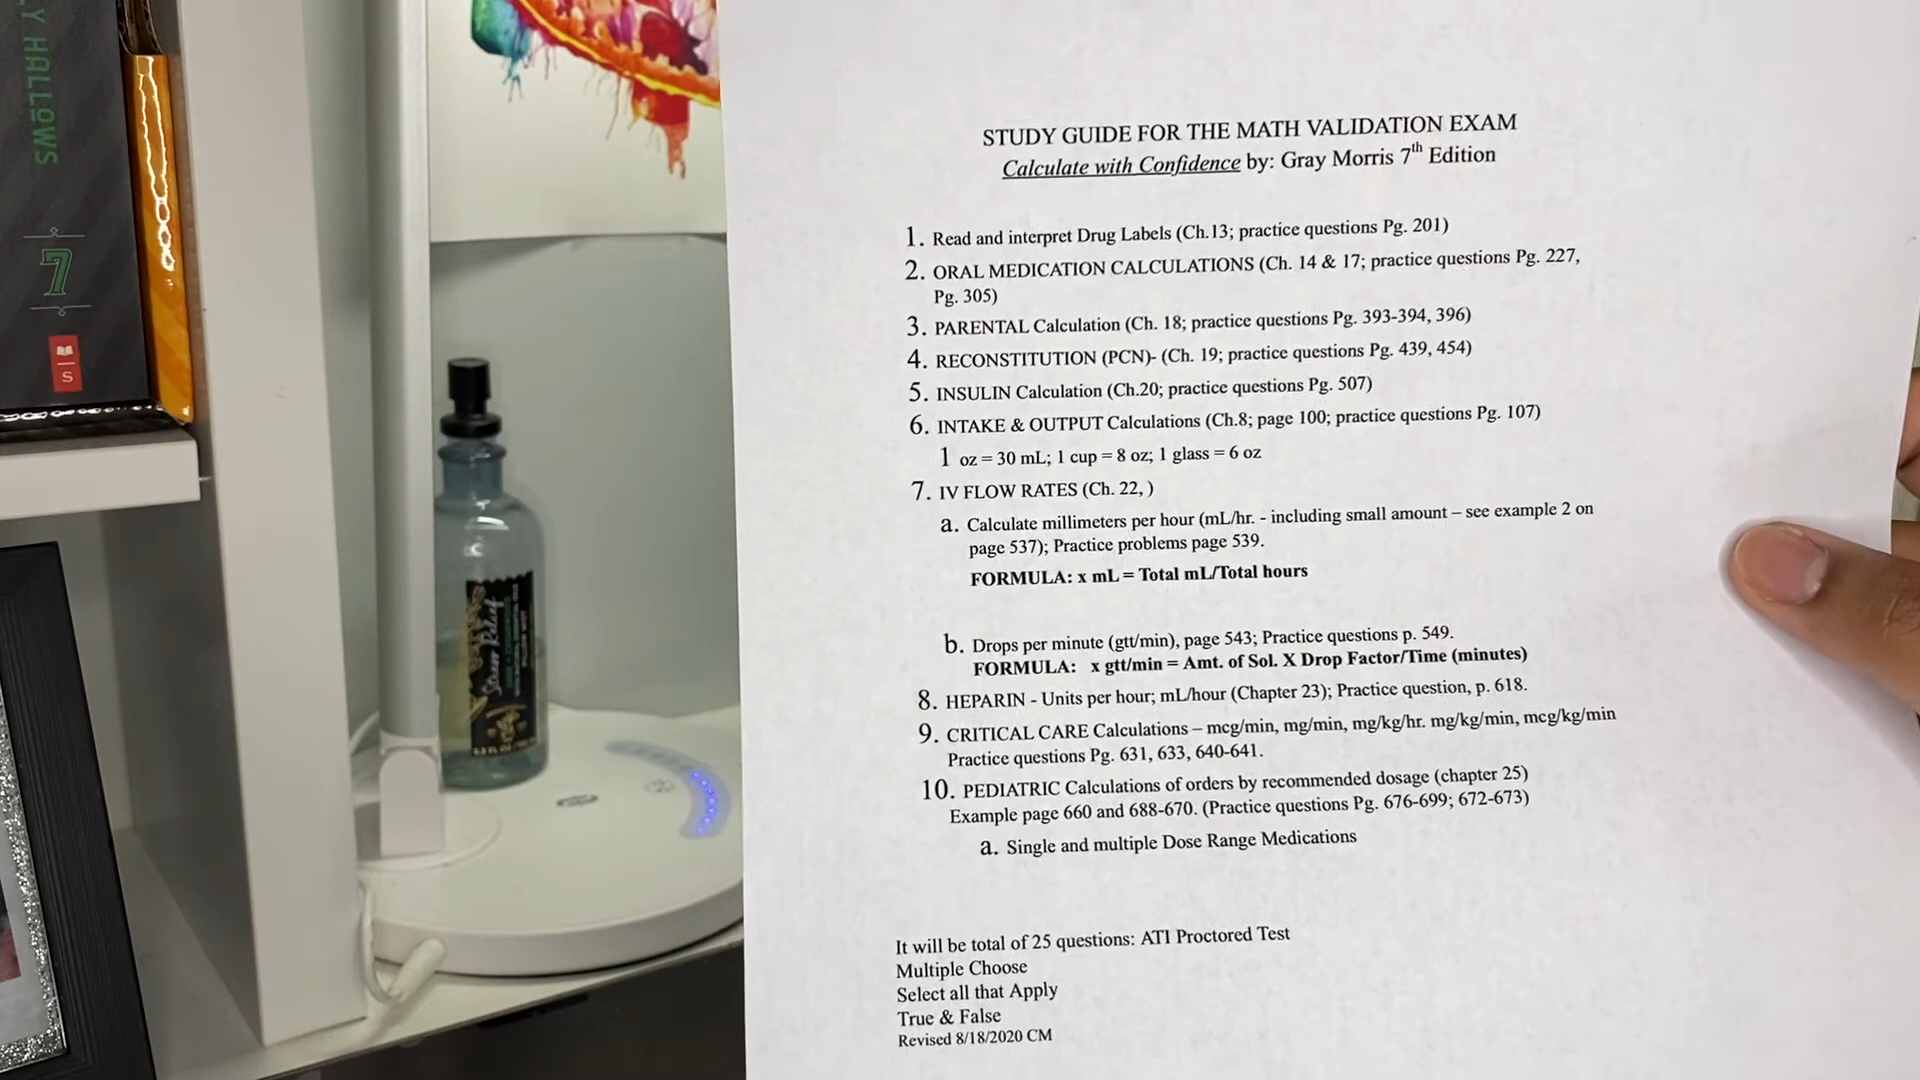 LY HALLOWS
7
S
Stress Relief
STUDY GUIDE FOR THE MATH VALIDATION EXAM
Calculate with Confidence by: Gray Morris 7th Edition
1. Read and interpret Drug Labels (Ch.13; practice questions Pg. 201)
2. ORAL MEDICATION CALCULATIONS (Ch. 14 & 17; practice questions Pg. 227,
Pg. 305)
3. PARENTAL Calculation (Ch. 18; practice questions Pg. 393-394, 396)
4. RECONSTITUTION (PCN)- (Ch. 19; practice questions Pg. 439, 454)
5. INSULIN Calculation (Ch.20; practice questions Pg. 507)
6. INTAKE & OUTPUT Calculations (Ch.8; page 100; practice questions Pg. 107)
1 oz = 30 mL; 1 cup = 8 oz; 1 glass = 6 oz
7. IV FLOW RATES (Ch. 22, )
a. Calculate millimeters per hour (mL/hr. - including small amount – see example 2 on
page 537); Practice problems page 539.
FORMULA: x mL = Total mL/Total hours
b. Drops per minute (gtt/min), page 543; Practice questions p. 549.
FORMULA: x gtt/min = Amt. of Sol. X Drop Factor/Time (minutes)
8. HEPARIN - Units per hour; mL/hour (Chapter 23); Practice question, p. 618.
9. CRITICAL CARE Calculations – mcg/min, mg/min, mg/kg/hr. mg/kg/min, mcg/kg/min
Practice questions Pg. 631, 633, 640-641.
10. PEDIATRIC Calculations of orders by recommended dosage (chapter 25)
Example page 660 and 688-670. (Practice questions Pg. 676-699; 672-673)
a. Single and multiple Dose Range Medications
It will be total of 25 questions: ATI Proctored Test
Multiple Choose
Select all that Apply
True & False
Revised 8/18/2020 CM